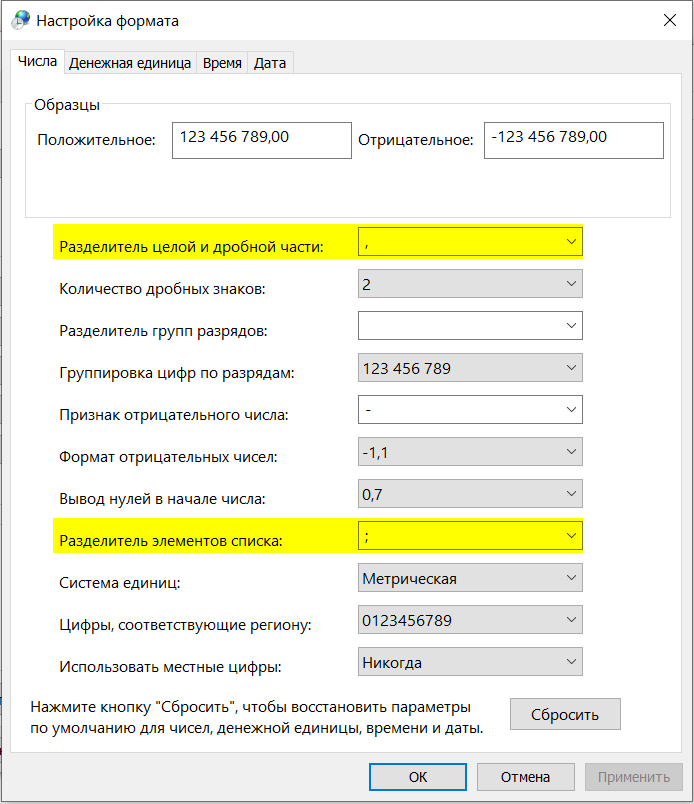 Настройка формата
Числа Денежная единица Время Дата
Образцы
Положительное: 123 456 789,00 Отрицательное: -123 456 789,00
Разделитель целой и дробной части: ,
Количество дробных знаков: 2
Разделитель групп разрядов:
Группировка цифр по разрядам: 123 456 789
Признак отрицательного числа: -
Формат отрицательных чисел: -1,1
Вывод нулей в начале числа: 0,7
Разделитель элементов списка: ;
Система единиц: Метрическая
Цифры, соответствующие региону: 0123456789
Использовать местные цифры: Никогда
Нажмите кнопку "Сбросить", чтобы восстановить параметры
по умолчанию для чисел, денежной единицы, времени и даты.
Сбросить
ОК Отмена Применить